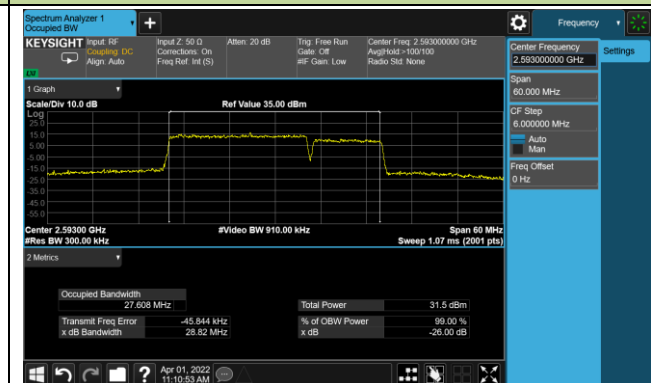 Spectrum Analyzer 1
Occupied BW
+
Frequency
KEYSIGHT
Input: RF
Coupling: DC
Align: Auto
Input Z: 50 Ω
Corrections: On
Freq Ref: Int (S)
Atten: 20 dB
Trig: Free Run
Gate: Off
#IF Gain: Low
Center Freq: 2.593000000 GHz
Avg|Hold >100/100
Radio Std: None
Center Frequency
2.593000000 GHz
Settings
Span
60.000 MHz
CF Step
6.000000 MHz
Auto
Man
Freq Offset
0 Hz
1 Graph
Scale/Div 10.0 dB
Ref Value 35.00 dBm
Log
25.0
15.0
5.00
-5.00
-15.0
-25.0
-35.0
-45.0
-55.0
Center 2.59300 GHz
#Video BW 910.00 kHz
Span 60 MHz
#Res BW 300.00 kHz
Sweep 1.07 ms (2001 pts)
2 Metrics
Occupied Bandwidth
27.608 MHz
Total Power
31.5 dBm
Transmit Freq Error
-45.844 kHz
% of OBW Power
99.00 %
x dB Bandwidth
28.82 MHz
x dB
-26.00 dB
?
Apr 01, 2022
11:10:53 AM